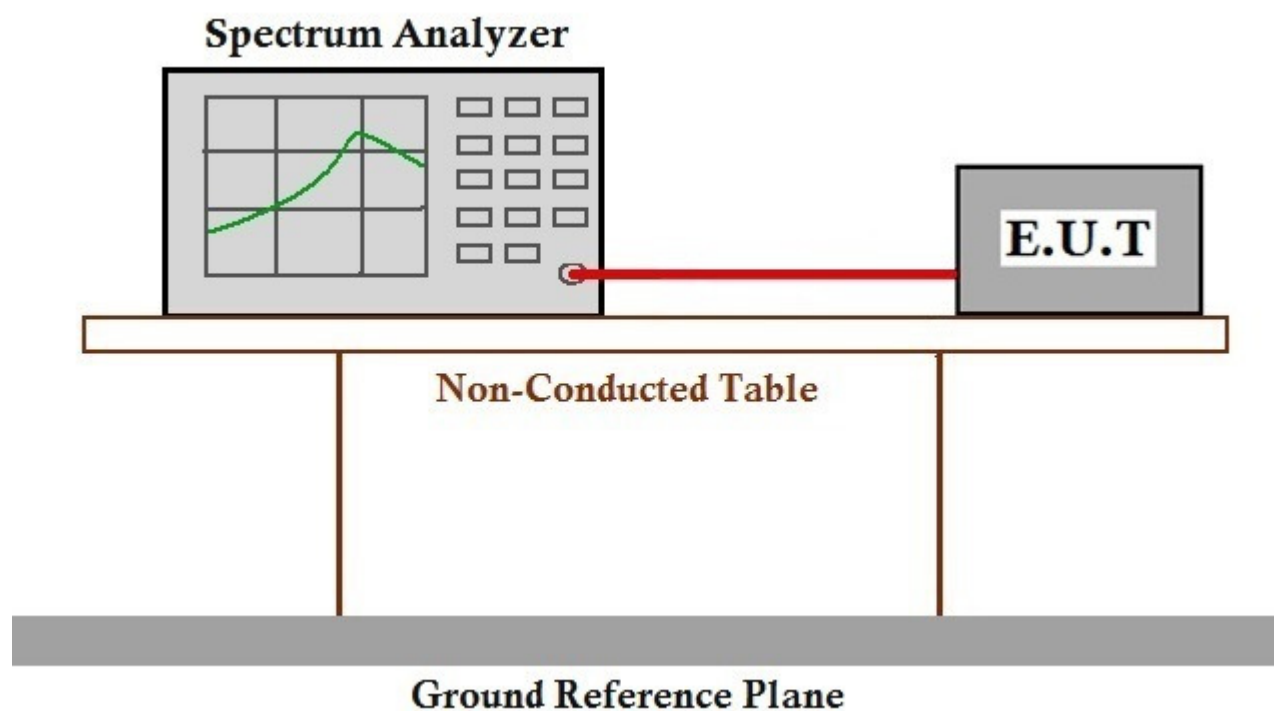 Spectrum Analyzer
E.U.T
Non-Conducted Table
Ground Reference Plane